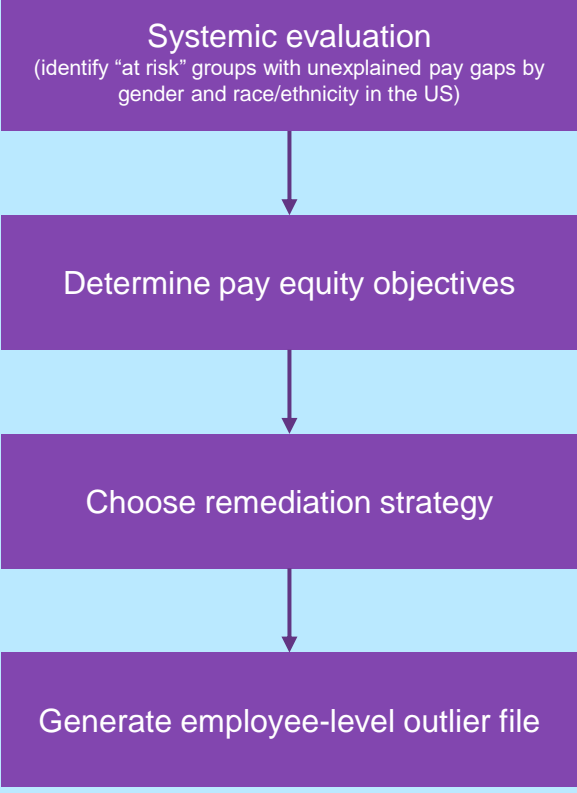 Systemic evaluation
(identify “at risk” groups with unexplained pay gaps by
gender and race/ethnicity in the US)
Determine pay equity objectives
Choose remediation strategy
Generate employee-level outlier file